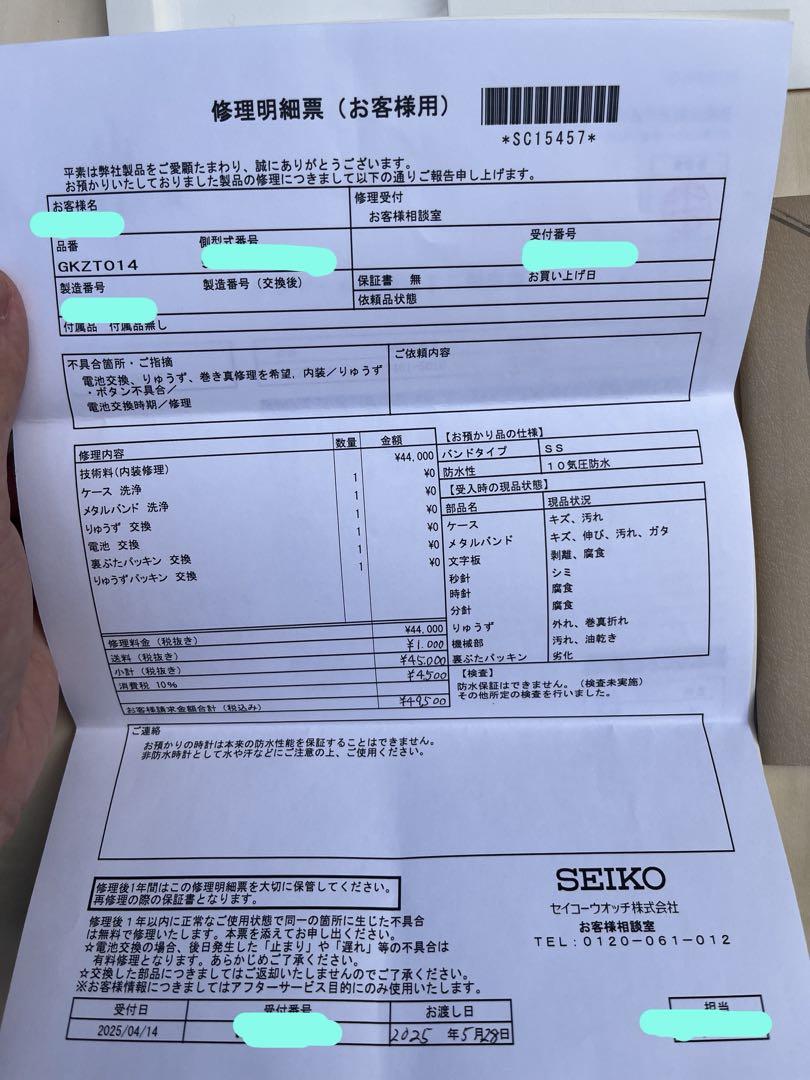 修理明細票（お客様用）
*SC15457*
平素は弊社製品をご愛顧たまわり、誠にありがとうございます。
お預かりいたしておりました製品の修理につきまして以下の通りご報告申し上げます。
お客様名
修理受付
お客様相談室
品番
側型式番号
受付番号
GKZT014
製造番号
製造番号（交換後）
保証書 無
お買い上げ日
依頼品状態
付属品 付属品無し
不具合箇所・ご指摘
電池交換、りゅうず、巻き真修理を希望．内装／りゅうず
・ボタン不具合／
電池交換時期／修理
ご依頼内容
修理内容 数量 金額
技術料(内装修理) 1 ¥44,000
ケース 洗浄 1 ¥0
メタルバンド 洗浄 1 ¥0
りゅうず 交換 1 ¥0
電池 交換 1 ¥0
裏ぶたパッキン 交換 1 ¥0
りゅうずパッキン 交換 ¥0
修理料金（税抜き） ¥44,000
送料（税抜き） ¥1,000
小計（税抜き） ¥45,000
消費税 10% ¥4,500
お客様請求金額合計（税込み） ¥49,500
【お預かり品の仕様】
バンドタイプ SS
防水性 10気圧防水
【受入時の現品状態】
部品名 現品状況
ケース キズ、汚れ
メタルバンド キズ、伸び、汚れ、ガタ
文字板 剥離、腐食
秒針 シミ
時針 腐食
分針 腐食
りゅうず 外れ、巻真折れ
機械部 汚れ、油乾き
裏ぶたパッキン 劣化
【検査】
防水保証はできません。（検査未実施）
その他所定の検査を行いました。
ご連絡
お預かりの時計は本来の防水性能を保証することはできません。
非防水時計として水や汗などにご注意の上、ご使用ください。
修理後1年間はこの修理明細票を大切に保管してください。
再修理の際の保証書となります。
修理後1年以内に正常なご使用状態で同一の箇所に生じた不具合
は無料で修理いたします。本票を添えてお申し出ください。
☆電池交換の場合、後日発生した「止まり」や「遅れ」等の不具合は
有料修理となります。あらかじめご了承ください。
☆交換した部品につきましてはご返却いたしませんのでご了承ください。
※お客様情報につきましてはアフターサービス目的にのみ使用いたします。
SEIKO
セイコーウオッチ株式会社
お客様相談室
TEL:0120-061-012
受付日 受付番号 お渡し日
2025/04/14 2025 年5月28日
担当